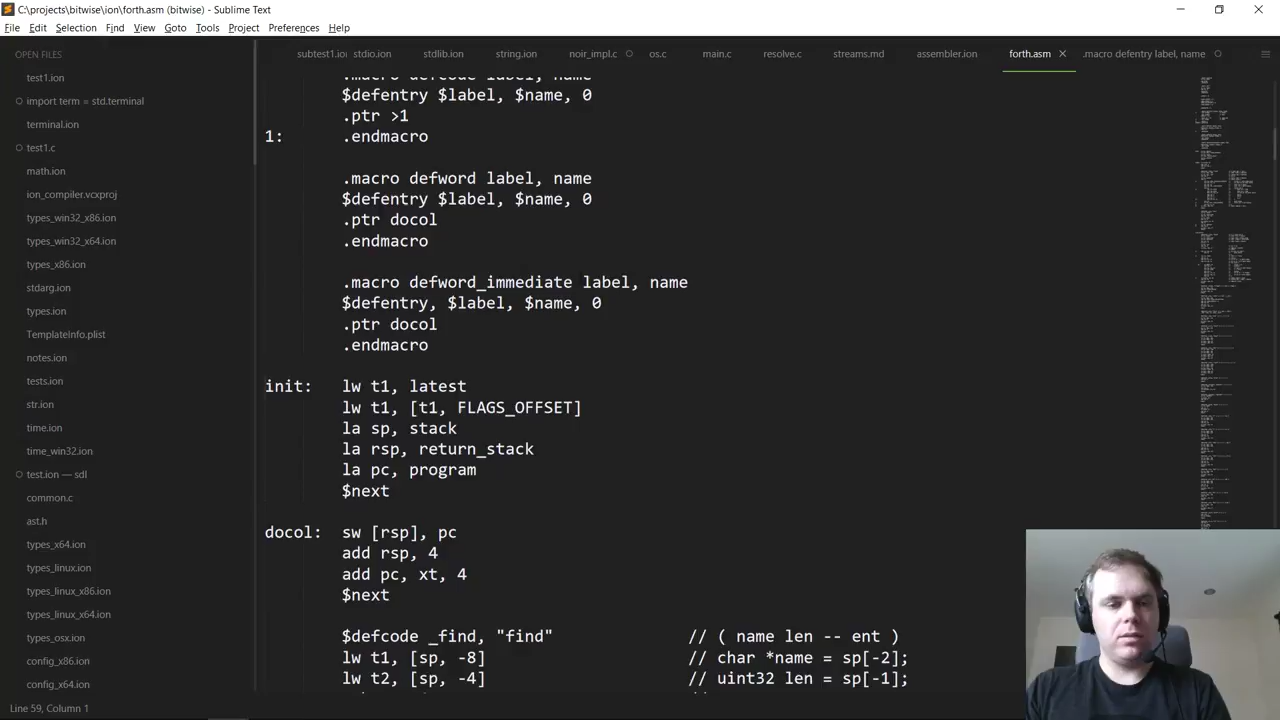 C:\projects\bitwise\ion\forth.asm (bitwise) - Sublime Text
File Edit Selection Find View Goto Tools Project Preferences Help
OPEN FILES
test1.ion
import term = std.terminal
terminal.ion
test1.c
math.ion
ion_compiler.vcxproj
types_win32_x86.ion
types_win32_x64.ion
types_x86.ion
stdarg.ion
types.ion
TemplateInfo.plist
notes.ion
tests.ion
str.ion
time.ion
time_win32.ion
test.ion — sdl
common.c
ast.h
types_x64.ion
types_linux.ion
types_linux_x86.ion
types_linux_x64.ion
types_osx.ion
config_x86.ion
config_x64.ion
subtest1.ion stdio.ion stdlib.ion string.ion noir_impl.c os.c main.c resolve.c streams.md assembler.ion forth.asm .macro defentry label, name
.macro defcode label, name
$defentry $label, $name, 0
.ptr >1
1: .endmacro
.macro defword label, name
$defentry $label, $name, 0
.ptr docol
.endmacro
.macro defword_immediate label, name
$defentry, $label, $name, 0
.ptr docol
.endmacro
init: lw t1, latest
lw t1, [t1, FLAGS_OFFSET]
la sp, stack
la rsp, return_stack
la pc, program
$next
docol: sw [rsp], pc
add rsp, 4
add pc, xt, 4
$next
$defcode _find, "find" // ( name len -- ent )
lw t1, [sp, -8] // char *name = sp[-2];
lw t2, [sp, -4] // uint32 len = sp[-1];
Line 59, Column 1